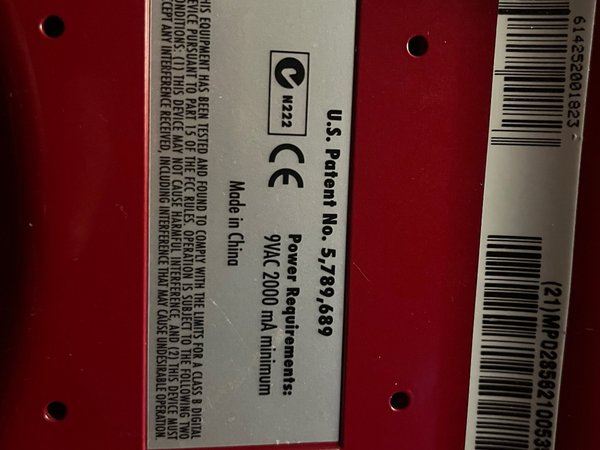 U.S. Patent No. 5,789,689
N222
CE
Power Requirements:
9VAC 2000 mA minimum
Made in China
THIS EQUIPMENT HAS BEEN TESTED AND FOUND TO COMPLY WITH THE LIMITS FOR A CLASS B DIGITAL
DEVICE PURSUANT TO PART 15 OF THE FCC RULES. OPERATION IS SUBJECT TO THE FOLLOWING TWO
CONDITIONS: (1) THIS DEVICE MAY NOT CAUSE HARMFUL INTERFERENCE, AND (2) THIS DEVICE MUST
ACCEPT ANY INTERFERENCE RECEIVED, INCLUDING INTERFERENCE THAT MAY CAUSE UNDESIRABLE OPERATION.
614252001823
(21)MPD2856210053